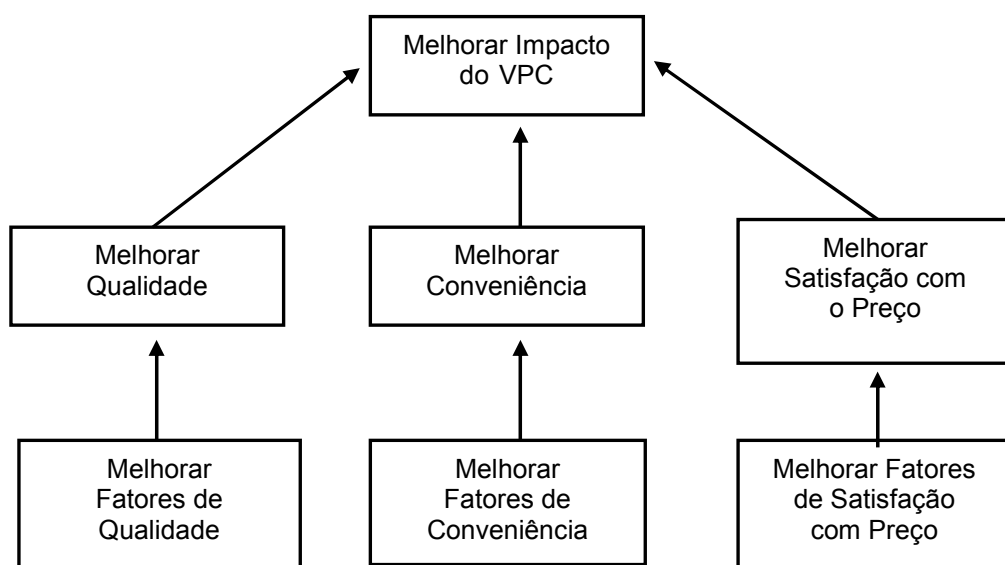 Melhorar Impacto
do VPC
Melhorar
Qualidade
Melhorar
Conveniência
Melhorar
Satisfação com
o Preço
Melhorar
Fatores de
Qualidade
Melhorar
Fatores de
Conveniência
Melhorar Fatores
de Satisfação
com Preço